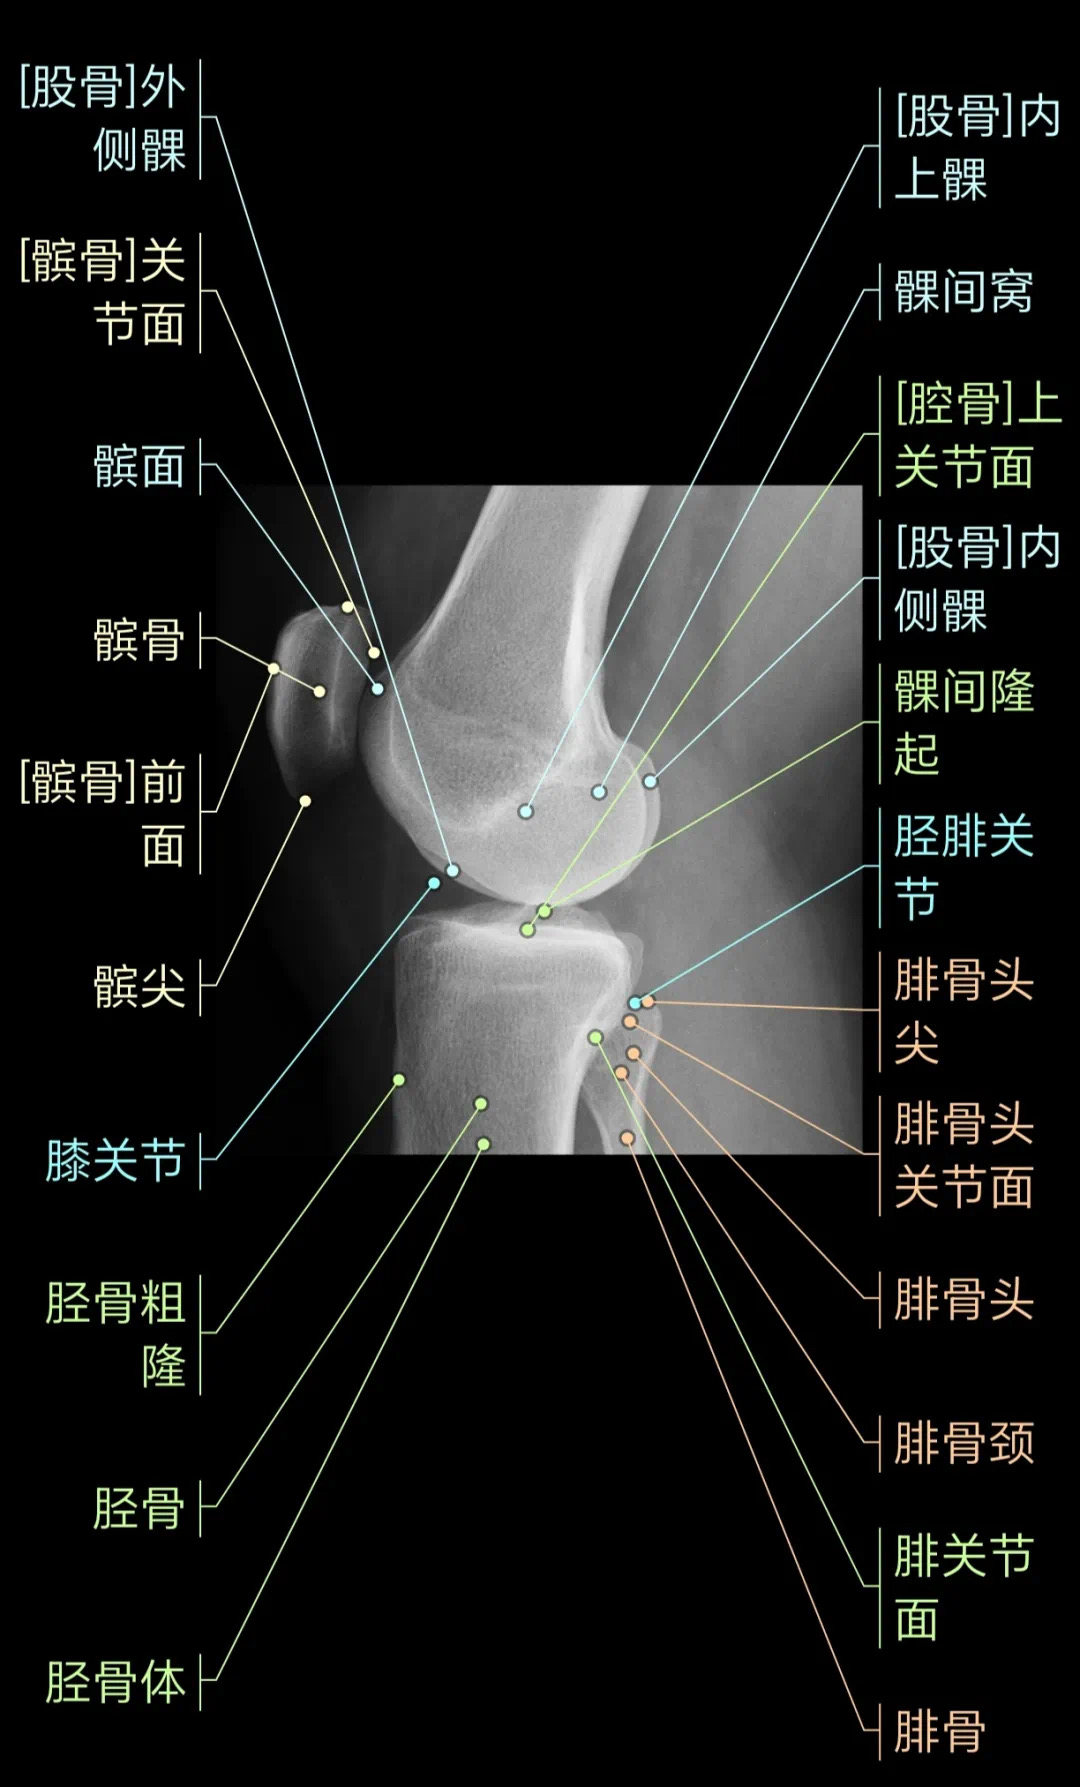 [股骨]外
侧髁
[髌骨]关
节面
髌面
髌骨
[髌骨]前
面
髌尖
膝关节
胫骨粗
隆
胫骨
胫骨体
[股骨]内
上髁
髁间窝
[腔骨]上
关节面
[股骨]内
侧髁
髁间隆
起
胫腓关
节
腓骨头
尖
腓骨头
关节面
腓骨头
腓骨颈
腓关节
面
腓骨